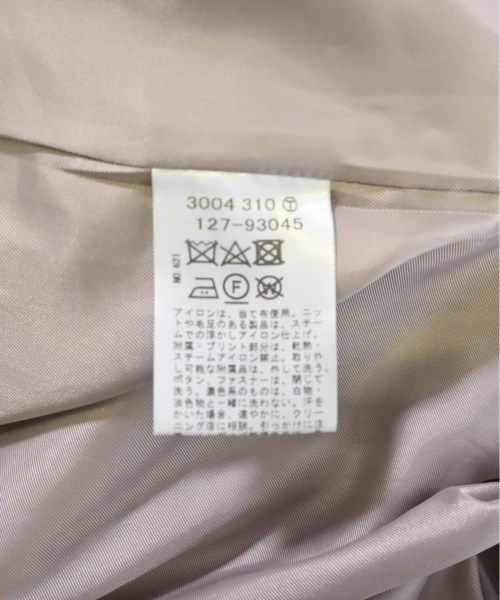 3004 310 Ⓣ
127-93045
NO.621
F
W
アイロンは、当て布使用。ニッ
トや毛足のある製品は、スチー
ムでの浮かしアイロン仕上げ。
附属・プリント部分は、乾熱・
スチームアイロン禁止。取り外
し可能な附属品は、外して洗う。
ボタン、ファスナーは、閉じて
洗う。濃色系のものは、白物・
淡色物と一緒に洗わない。汗を
かいた場合、速やかに、クリー
ニング店に相談。引っかけに注